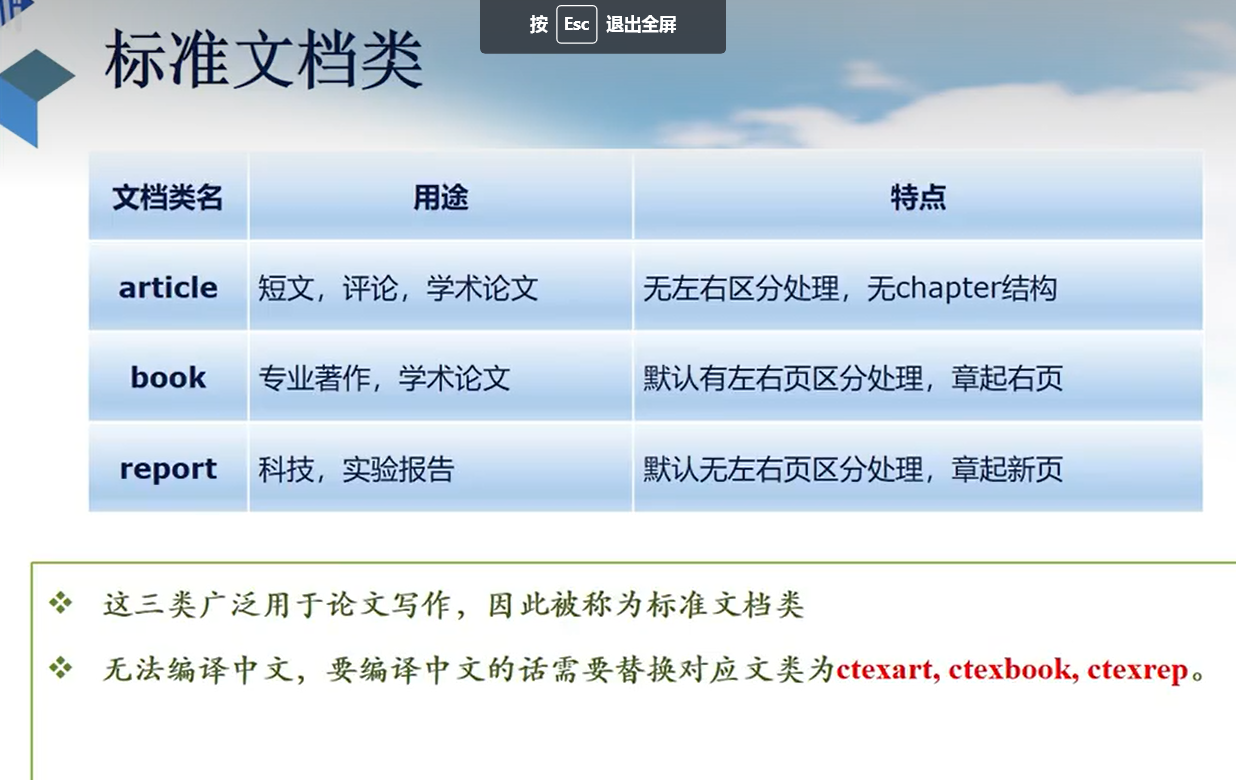 按 Esc 退出全屏
标准文档类
文档类名 用途 特点
article 短文，评论，学术论文 无左右区分处理，无chapter结构
book 专业著作，学术论文 默认有左右页区分处理，章起右页
report 科技，实验报告 默认无左右页区分处理，章起新页
这三类广泛用于论文写作，因此被称为标准文档类
无法编译中文，要编译中文的话需要替换对应文类为ctexart, ctexbook, ctexrep。